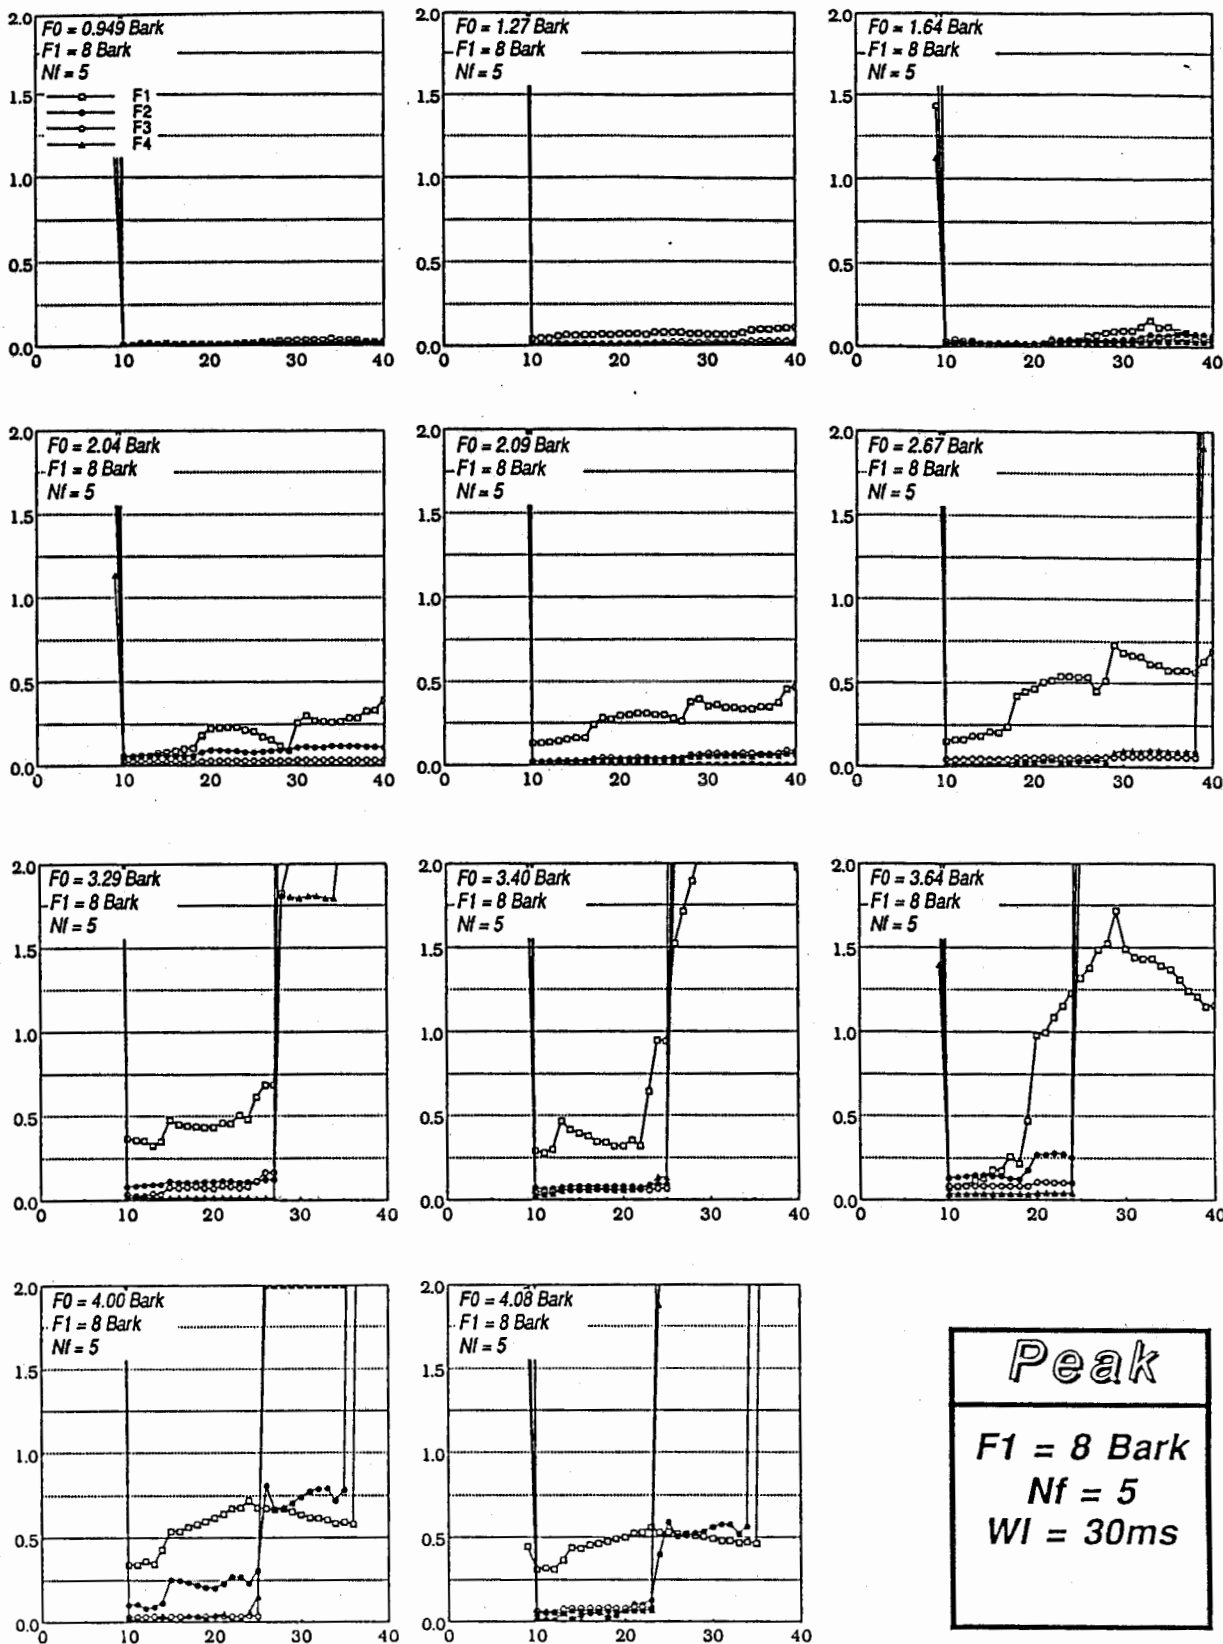 F0 = 0.949 Bark
F1 = 8 Bark
Nf = 5
F1
F2
F3
F4
2.0
1.5
1.0
0.5
0.0
0 10 20 30 40
F0 = 1.27 Bark
F1 = 8 Bark
Nf = 5
2.0
1.5
1.0
0.5
0.0
0 10 20 30 40
F0 = 1.64 Bark
F1 = 8 Bark
Nf = 5
2.0
1.5
1.0
0.5
0.0
0 10 20 30 40
F0 = 2.04 Bark
F1 = 8 Bark
Nf = 5
2.0
1.5
1.0
0.5
0.0
0 10 20 30 40
F0 = 2.09 Bark
F1 = 8 Bark
Nf = 5
2.0
1.5
1.0
0.5
0.0
0 10 20 30 40
F0 = 2.67 Bark
F1 = 8 Bark
Nf = 5
2.0
1.5
1.0
0.5
0.0
0 10 20 30 40
F0 = 3.29 Bark
F1 = 8 Bark
Nf = 5
2.0
1.5
1.0
0.5
0.0
0 10 20 30 40
F0 = 3.40 Bark
F1 = 8 Bark
Nf = 5
2.0
1.5
1.0
0.5
0.0
0 10 20 30 40
F0 = 3.64 Bark
F1 = 8 Bark
Nf = 5
2.0
1.5
1.0
0.5
0.0
0 10 20 30 40
F0 = 4.00 Bark
F1 = 8 Bark
Nf = 5
2.0
1.5
1.0
0.5
0.0
0 10 20 30 40
F0 = 4.08 Bark
F1 = 8 Bark
Nf = 5
2.0
1.5
1.0
0.5
0.0
0 10 20 30 40
Peak
F1 = 8 Bark
Nf = 5
WI = 30ms